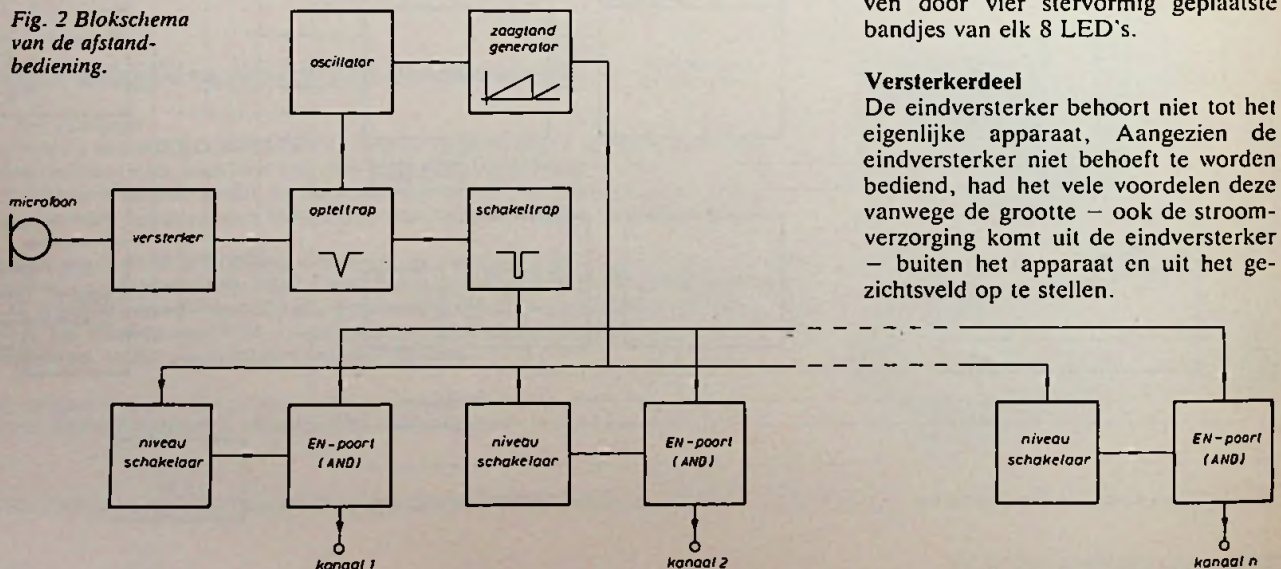 Fig. 2 Blokschema
van de afstand-
bediening.
oscillator
zaagtand
generator
microfoon
versterker
opteltrap
schakeltrap
niveau
schakelaar
EN-poort
(AND)
niveau
schakelaar
EN-poort
(AND)
niveau
schakelaar
EN-poort
(AND)
kanaal 1
kanaal 2
kanaal n
ven door vier stervormig geplaatste
bandjes van elk 8 LED's.
Versterkerdeel
De eindversterker behoort niet tot het
eigenlijke apparaat, Aangezien de
eindversterker niet behoeft te worden
bediend, had het vele voordelen deze
vanwege de grootte — ook de stroom-
verzorging komt uit de eindversterker
— buiten het apparaat en uit het ge-
zichtsveld op te stellen.